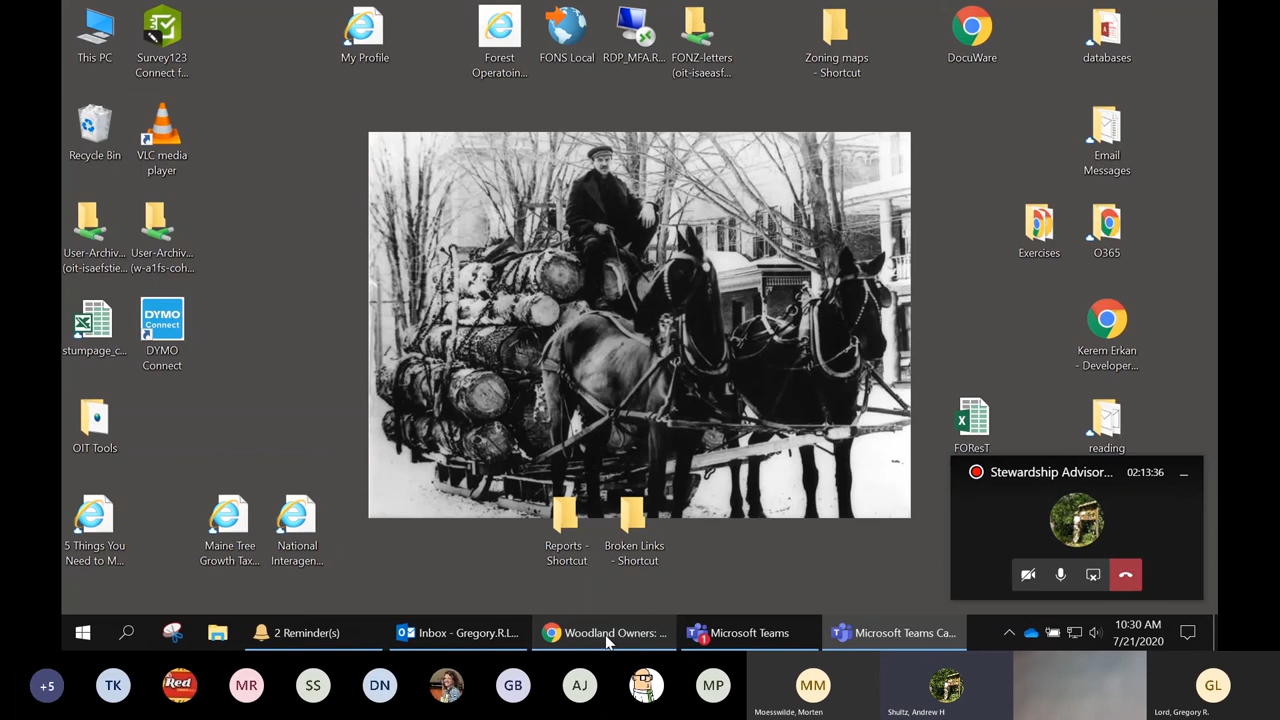 This PC
Survey123
Connect f...
My Profile
Forest
Operatoin...
FONS Local
RDP_MFA.R...
FONZ-letters
(oit-isaeasf...
Zoning maps
- Shortcut
DocuWare
databases
Recycle Bin
VLC media
player
Email
Messages
User-Archiv...
(oit-isaefstie...
User-Archiv...
(w-a1fs-coh...
Exercises
O365
stumpage_c...
DYMO
Connect
DYMO
Connect
Kerem Erkan
- Developer...
OIT Tools
FOResT
reading
Stewardship Advisor...
02:13:36
5 Things You
Need to M...
Maine Tree
Growth Tax...
National
Interagen...
Reports -
Shortcut
Broken Links
- Shortcut
2 Reminder(s)
Inbox - Gregory.R.L...
Woodland Owners: ...
1
Microsoft Teams
Microsoft Teams Ca...
10:30 AM
7/21/2020
+5
TK
Red
MR
SS
DN
GB
AJ
MP
MM
Moesswilde, Morten
Shultz, Andrew H
GL
Lord, Gregory R.